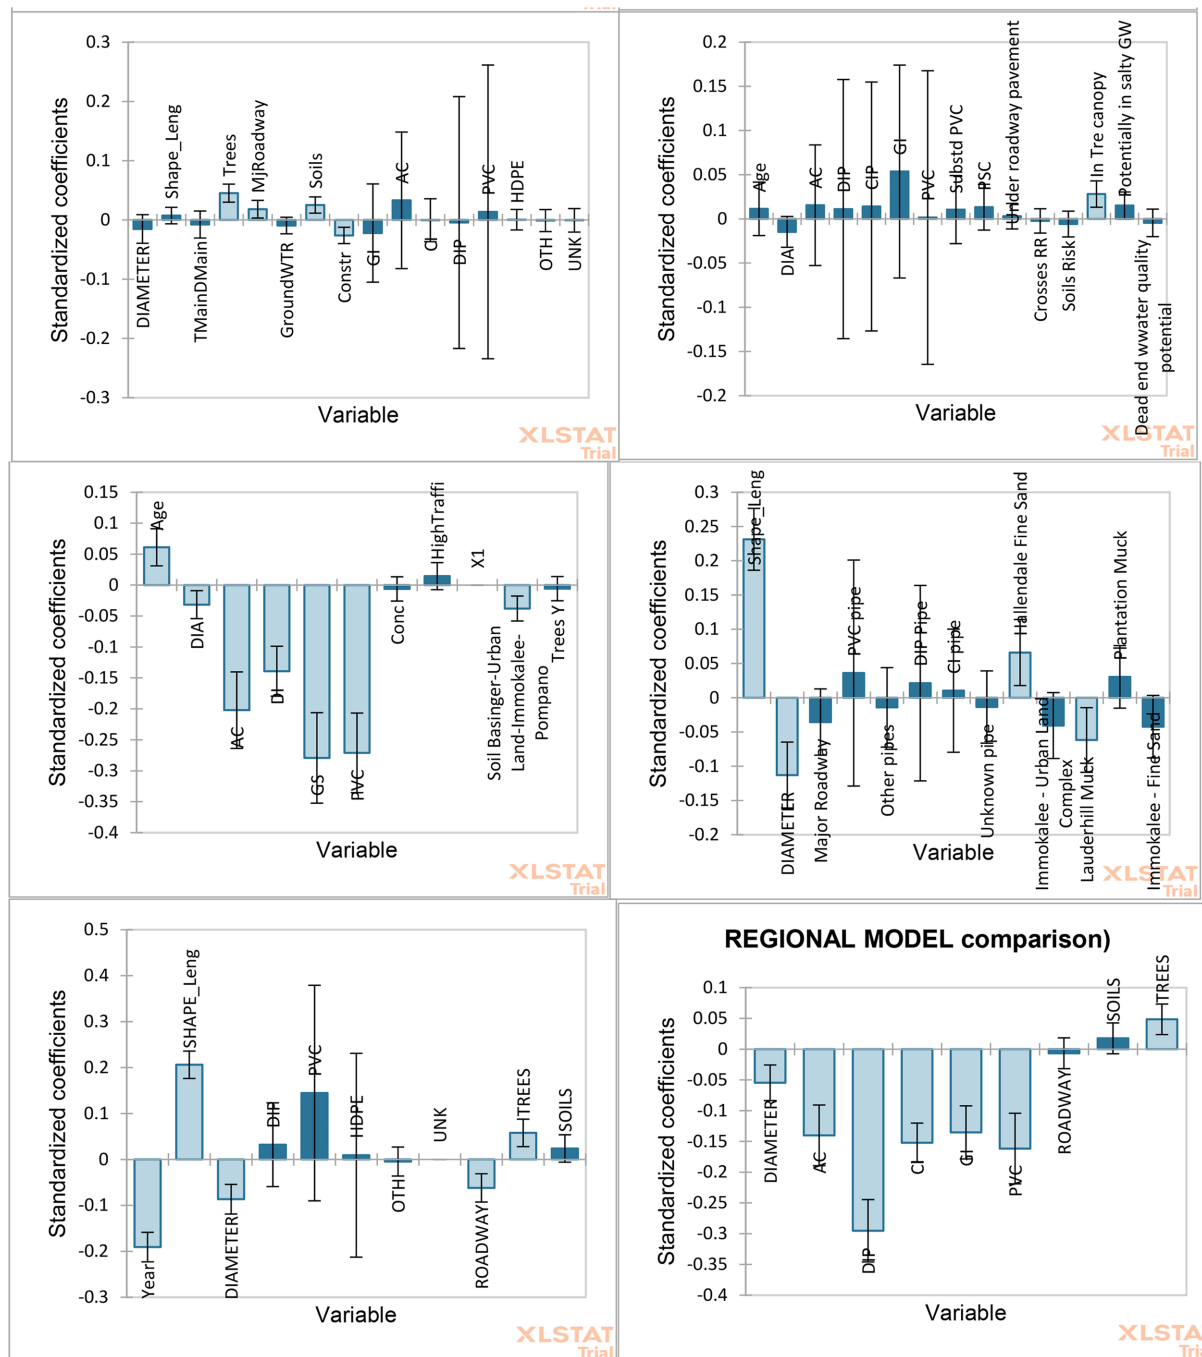 0.3
0.2
0.1
0
-0.1
-0.2
-0.3
Standardized coefficients
DIAMETER
Shape_Leng
TMainDMain
Trees
MjRoadway
GroundWTR
Soils
Constr
GI
AC
CI
DIP
PVC
HDPE
OTH
UNK
Variable
XLSTAT
Trial
0.2
0.15
0.1
0.05
0
-0.05
-0.1
-0.15
-0.2
Standardized coefficients
Age
DIA
AC
DIP
CIP
GI
PVC
Substd PVC
PSC
Under roadway pavement
Crosses RR
Soils Risk
In Tre canopy
Potentially in salty GW
Dead end wwater quality
potential
Variable
XLSTAT
Trial
0.15
0.1
0.05
0
-0.05
-0.1
-0.15
-0.2
-0.25
-0.3
-0.35
-0.4
Standardized coefficients
Age
DIA
AC
DI
GS
PVC
Conc
HighTraffi
X1
Soil Basinger-Urban
Land-Immokalee-
Pompano
Trees Y
Variable
XLSTAT
Trial
0.3
0.25
0.2
0.15
0.1
0.05
0
-0.05
-0.1
-0.15
-0.2
Standardized coefficients
Shape_Leng
DIAMETER
Major Roadway
PVC pipe
Other pipes
DIP Pipe
CI pipe
Unknown pipe
Hallendale Fine Sand
Immokalee - Urban Land
Complex
Lauderhill Muck
Plantation Muck
Immokalee - Fine Sand
Variable
XLSTAT
Trial
0.5
0.4
0.3
0.2
0.1
0
-0.1
-0.2
-0.3
Standardized coefficients
Year
SHAPE_Leng
DIAMETER
DIP
PVC
HDPE
OTH
UNK
ROADWAY
TREES
SOILS
Variable
XLSTAT
Trial
REGIONAL MODEL comparison)
0.1
0.05
0
-0.05
-0.1
-0.15
-0.2
-0.25
-0.3
-0.35
-0.4
Standardized coefficients
DIAMETER
AC
DIP
CI
GI
PVC
ROADWAY
SOILS
TREES
Variable
XLSTA
Trial